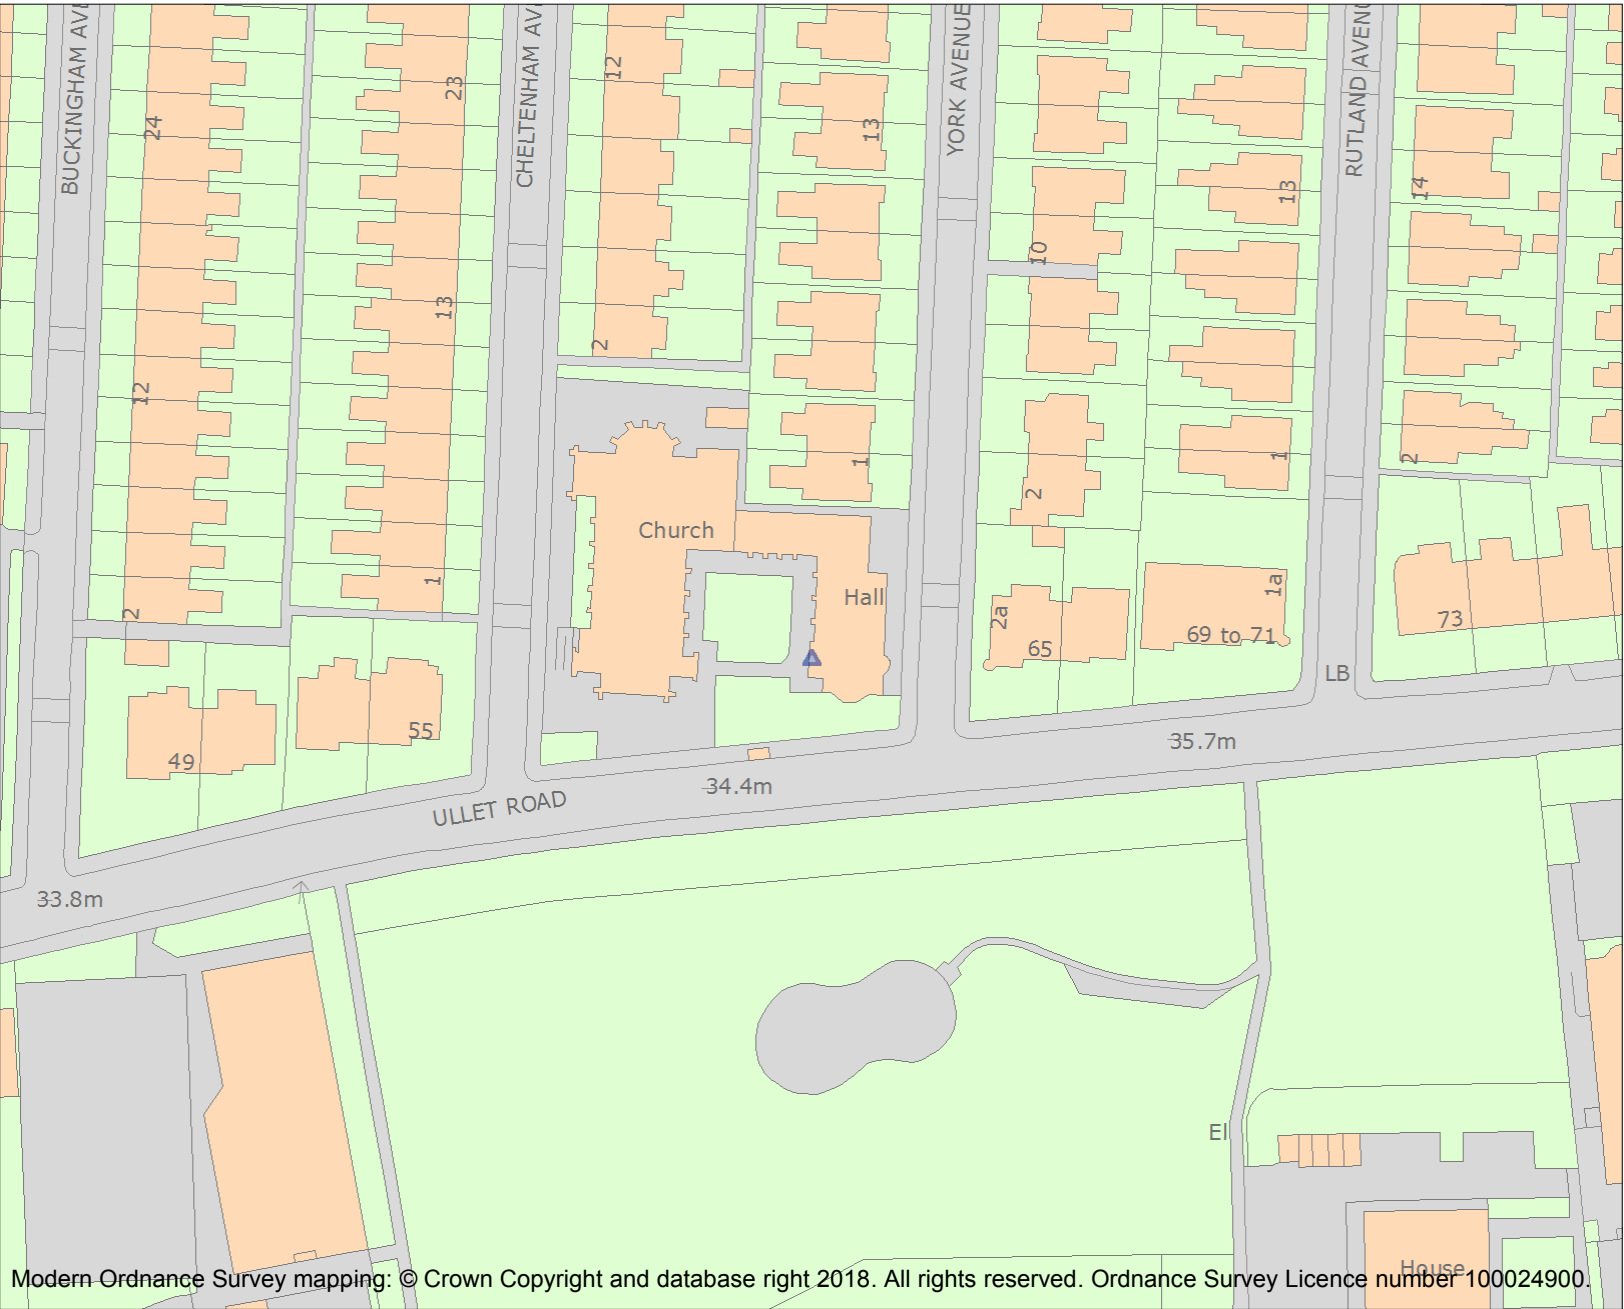 BUCKINGHAM AVE
CHELTENHAM AV
YORK AVENUE
RUTLAND AVENU
24
23
12
13
13
14
10
13
12
2
2
1
2
1
2
1
2
Church
Hall
2a
65
1a
69 to 71
73
LB
49
55
ULLET ROAD
33.8m
34.4m
35.7m
El
House
Modern Ordnance Survey mapping: © Crown Copyright and database right 2018. All rights reserved. Ordnance Survey Licence number 100024900.